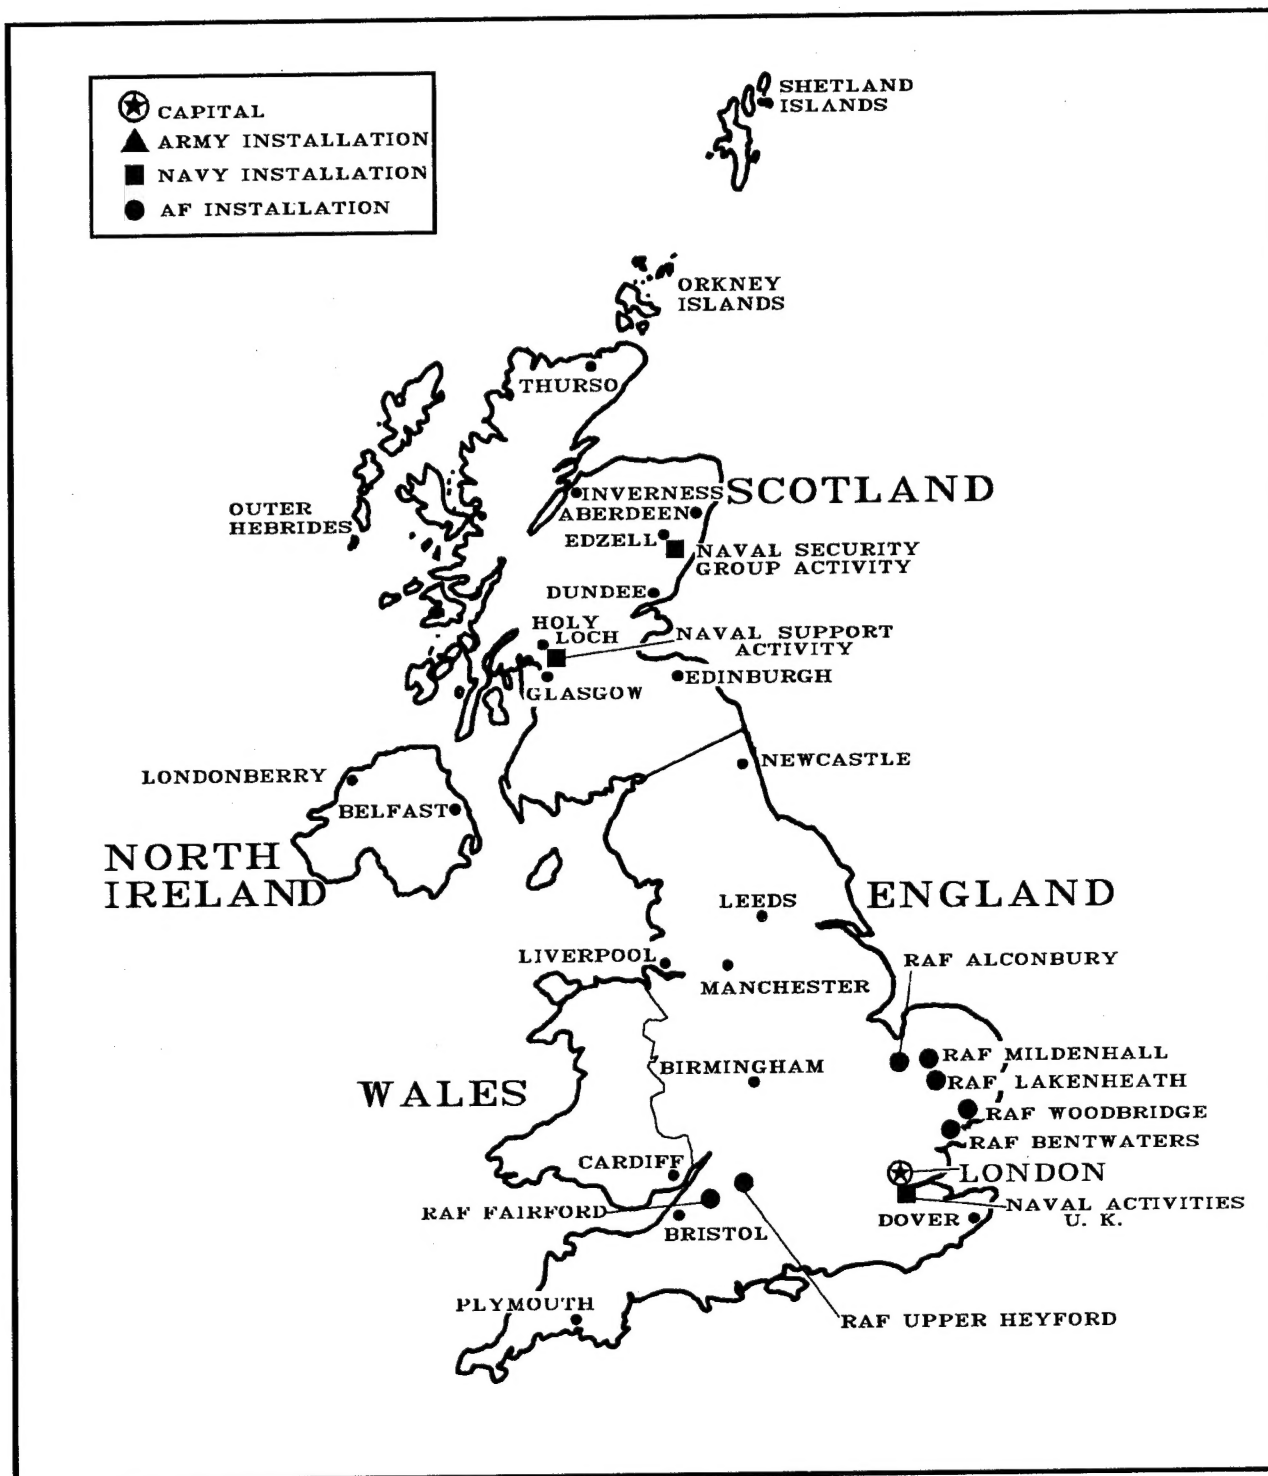 CAPITAL
ARMY INSTALLATION
NAVY INSTALLATION
AF INSTALLATION
SHETLAND
ISLANDS
ORKNEY
ISLANDS
THURSO
OUTER
HEBRIDES
INVERNESS
SCOTLAND
ABERDEEN
EDZELL
NAVAL SECURITY
GROUP ACTIVITY
DUNDEE
HOLY
LOCH
NAVAL SUPPORT
ACTIVITY
EDINBURGH
GLASGOW
NEWCASTLE
LONDONBERRY
BELFAST
NORTH
IRELAND
ENGLAND
LEEDS
LIVERPOOL
MANCHESTER
RAF ALCONBURY
RAF MILDENHALL
RAF LAKENHEATH
BIRMINGHAM
WALES
RAF WOODBRIDGE
RAF BENTWATERS
CARDIFF
LONDON
RAF FAIRFORD
NAVAL ACTIVITIES
U. K.
DOVER
BRISTOL
PLYMOUTH
RAF UPPER HEYFORD